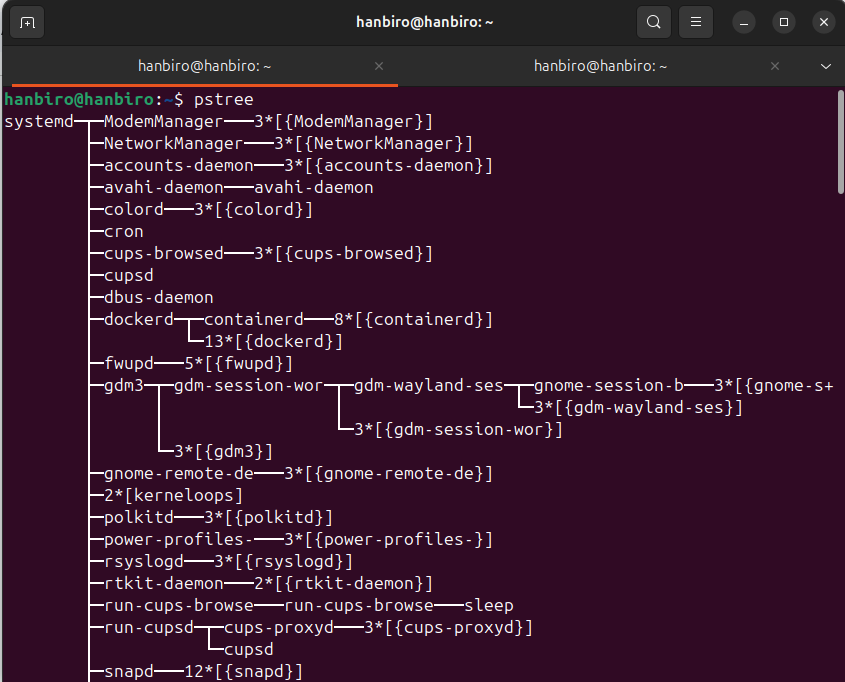 hanbiro@hanbiro: ~
hanbiro@hanbiro: ~
hanbiro@hanbiro: ~
hanbiro@hanbiro:~$ pstree
systemd─┬─ModemManager───3*[{ModemManager}]
├─NetworkManager───3*[{NetworkManager}]
├─accounts-daemon───3*[{accounts-daemon}]
├─avahi-daemon───avahi-daemon
├─colord───3*[{colord}]
├─cron
├─cups-browsed───3*[{cups-browsed}]
├─cupsd
├─dbus-daemon
├─dockerd─┬─containerd───8*[{containerd}]
│         └─13*[{dockerd}]
├─fwupd───5*[{fwupd}]
├─gdm3─┬─gdm-session-wor─┬─gdm-wayland-ses─┬─gnome-session-b───3*[{gnome-s+
│      │                 │                 └─3*[{gdm-wayland-ses}]
│      │                 └─3*[{gdm-session-wor}]
│      └─3*[{gdm3}]
├─gnome-remote-de───3*[{gnome-remote-de}]
├─2*[kerneloops]
├─polkitd───3*[{polkitd}]
├─power-profiles-───3*[{power-profiles-}]
├─rsyslogd───3*[{rsyslogd}]
├─rtkit-daemon───2*[{rtkit-daemon}]
├─run-cups-browse───run-cups-browse───sleep
├─run-cupsd─┬─cups-proxyd───3*[{cups-proxyd}]
│           └─cupsd
├─snapd───12*[{snapd}]